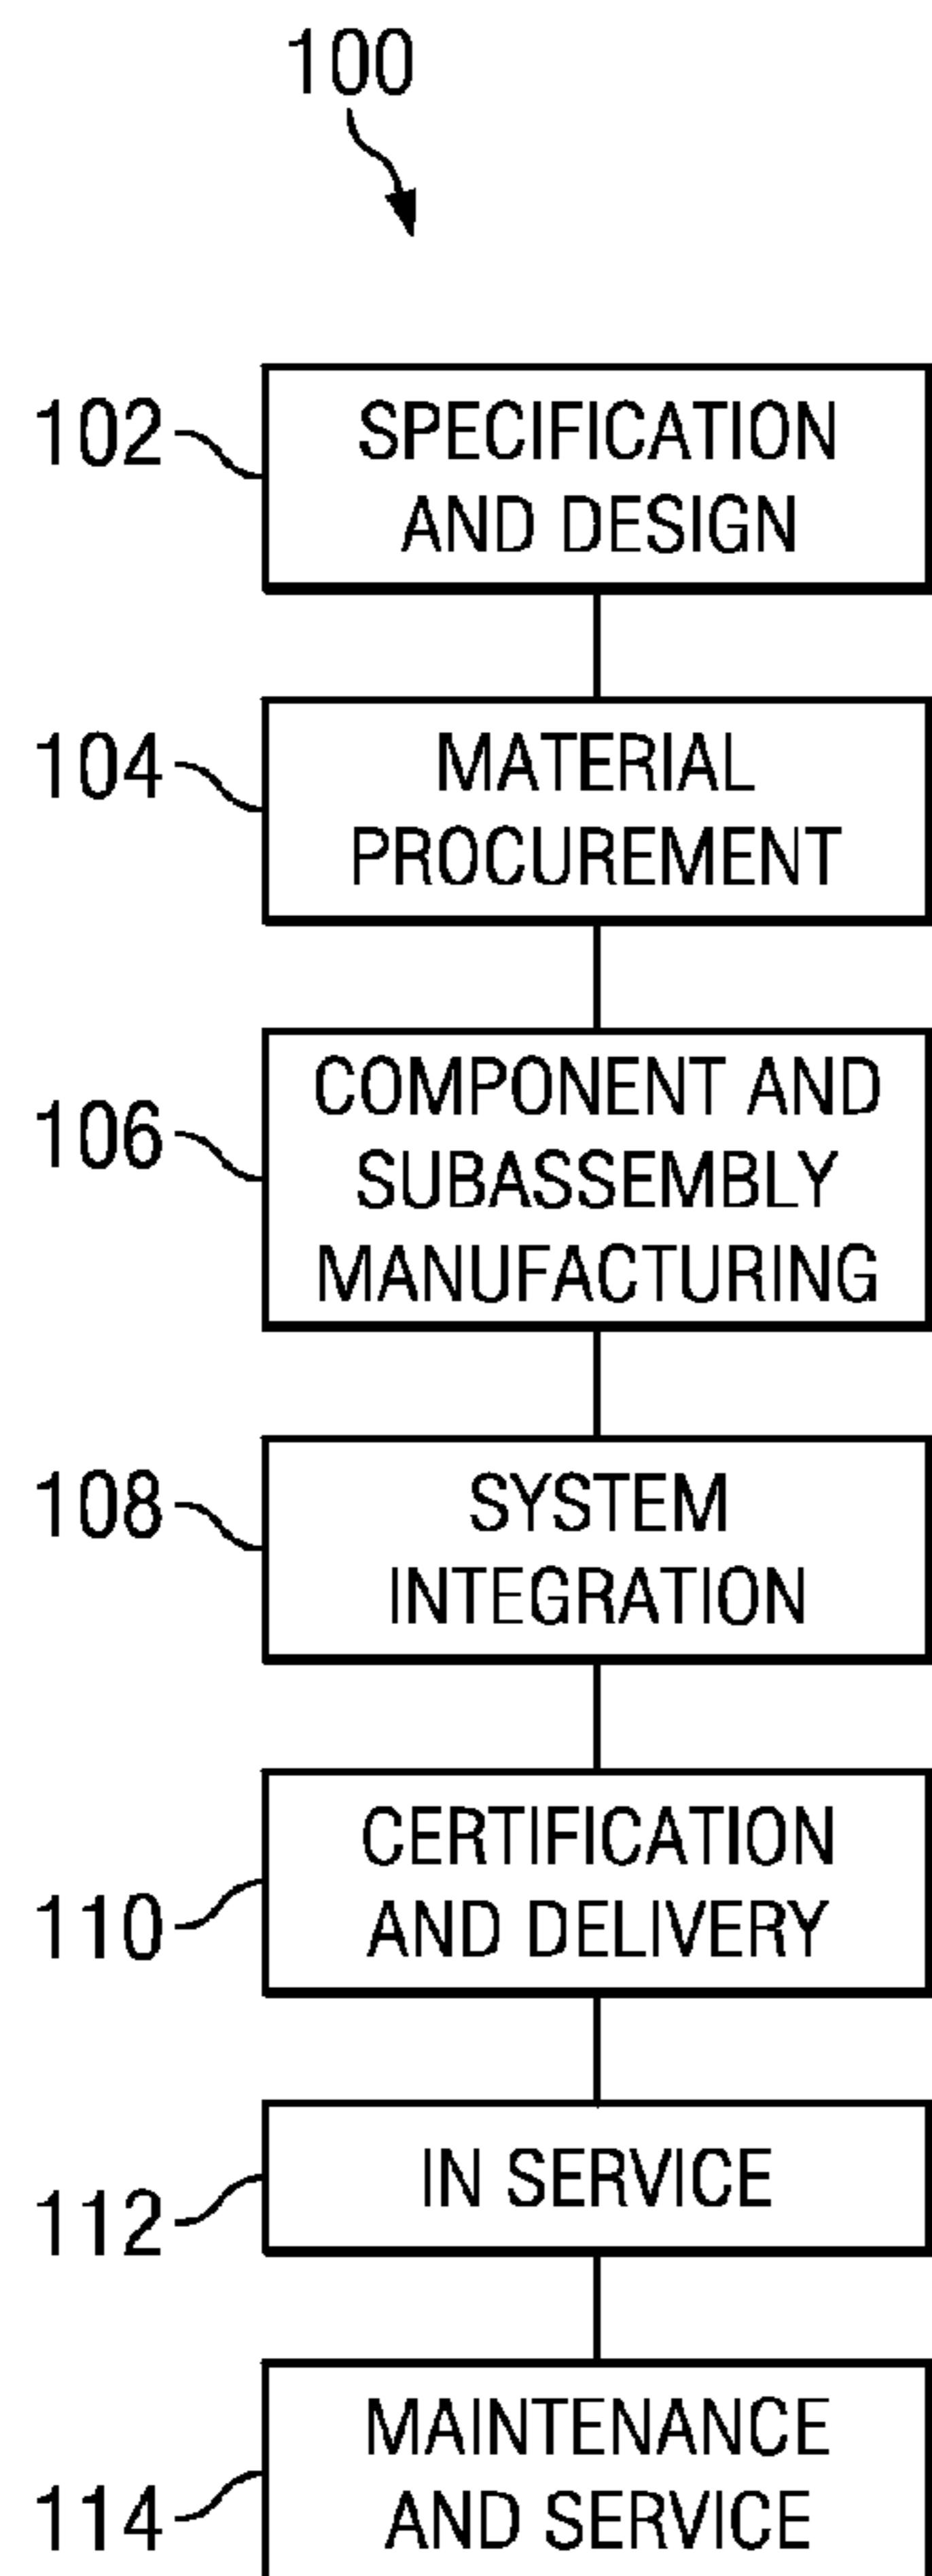 100
102
SPECIFICATION
AND DESIGN
104
MATERIAL
PROCUREMENT
106
COMPONENT AND
SUBASSEMBLY
MANUFACTURING
108
SYSTEM
INTEGRATION
110
CERTIFICATION
AND DELIVERY
112
IN SERVICE
114
MAINTENANCE
AND SERVICE